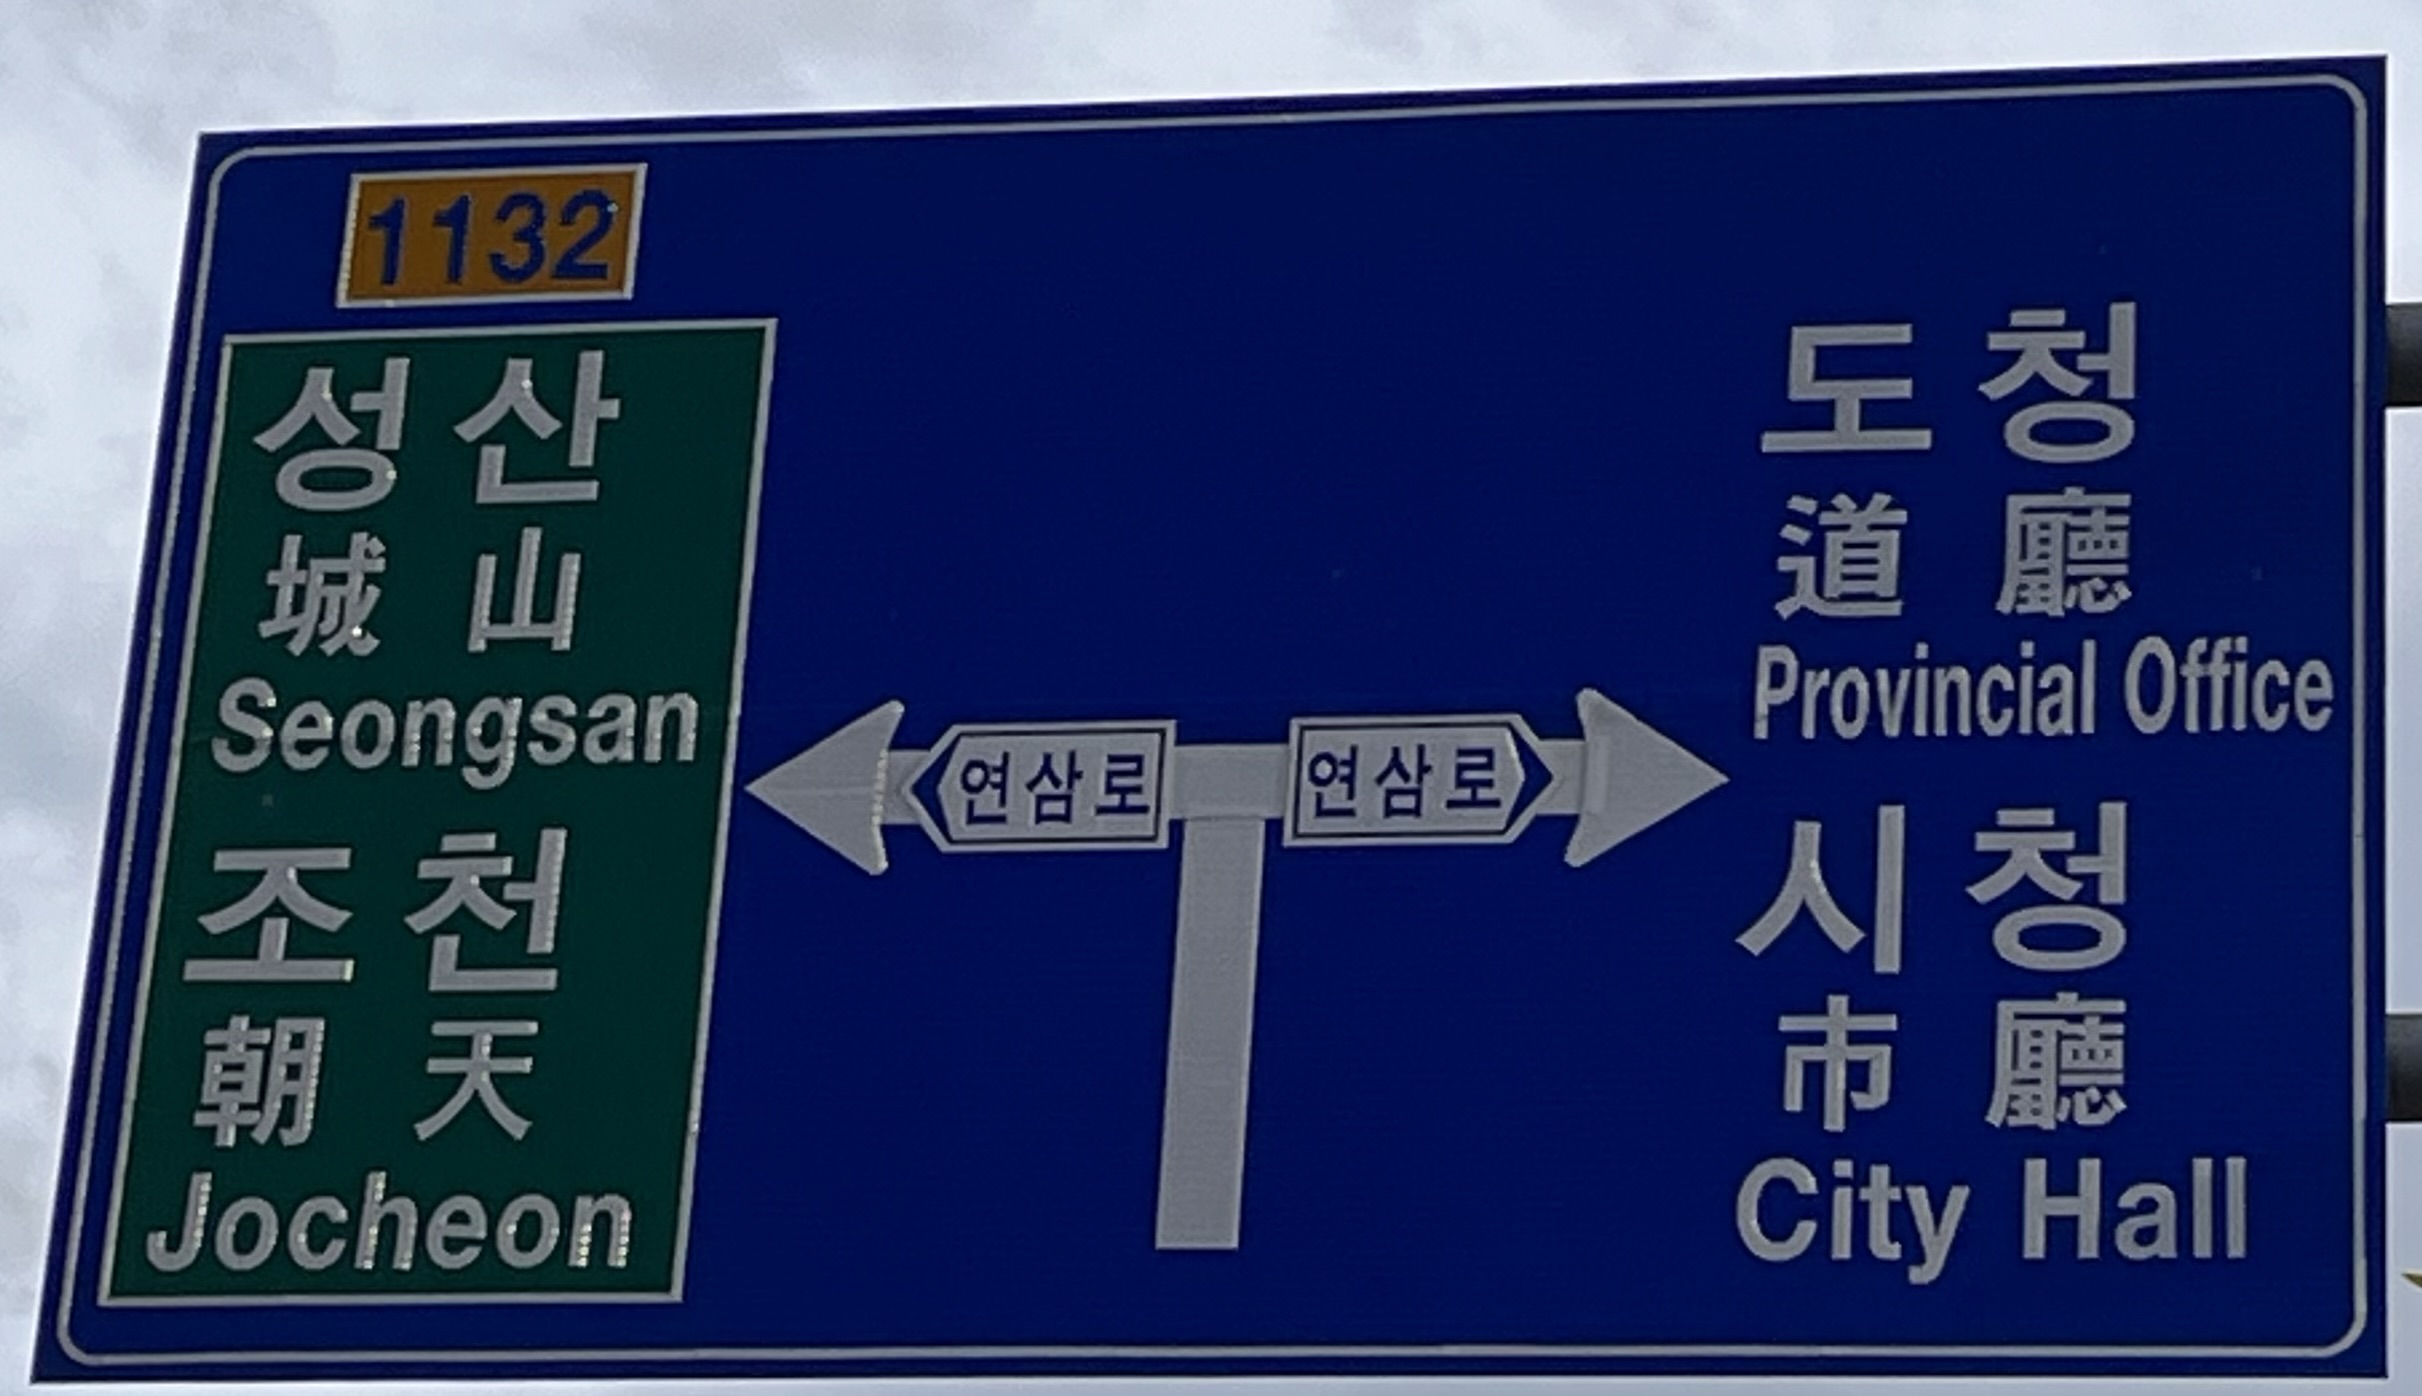 1132
성산
城山
Seongsan
조천
朝天
Jocheon
연삼로
연삼로
도청
道廳
Provincial Office
시청
市廳
City Hall